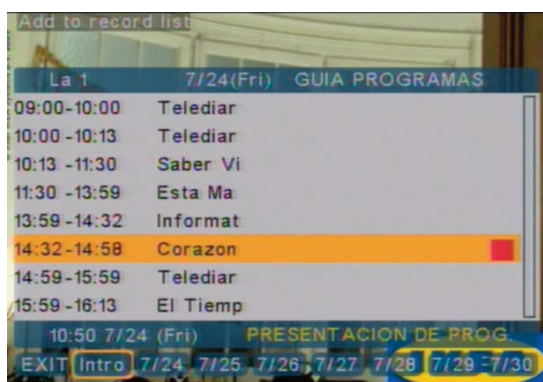 Add to record list
La 1 7/24(Fri) GUIA PROGRAMAS
09:00-10:00 Telediar
10:00-10:13 Telediar
10:13-11:30 Saber Vi
11:30-13:59 Esta Ma
13:59-14:32 Informat
14:32-14:58 Corazon
14:59-15:59 Telediar
15:59-16:13 El Tiemp
10:50 7/24 (Fri) PRESENTACION DE PROG.
EXIT Intro 7/24 7/25 7/26 7/27 7/28 7/29 7/30